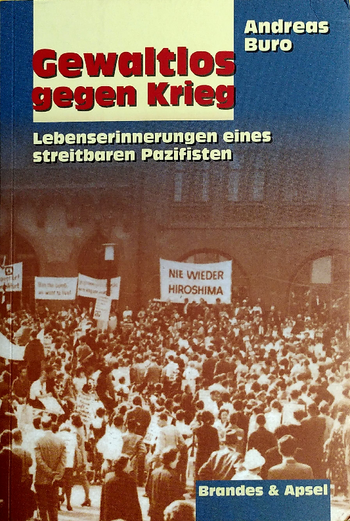 Andreas
Buro
Gewaltlos
gegen Krieg
Lebenserinnerungen eines
streitbaren Pazifisten
NIE WIEDER
HIROSHIMA
Brandes & Apsel